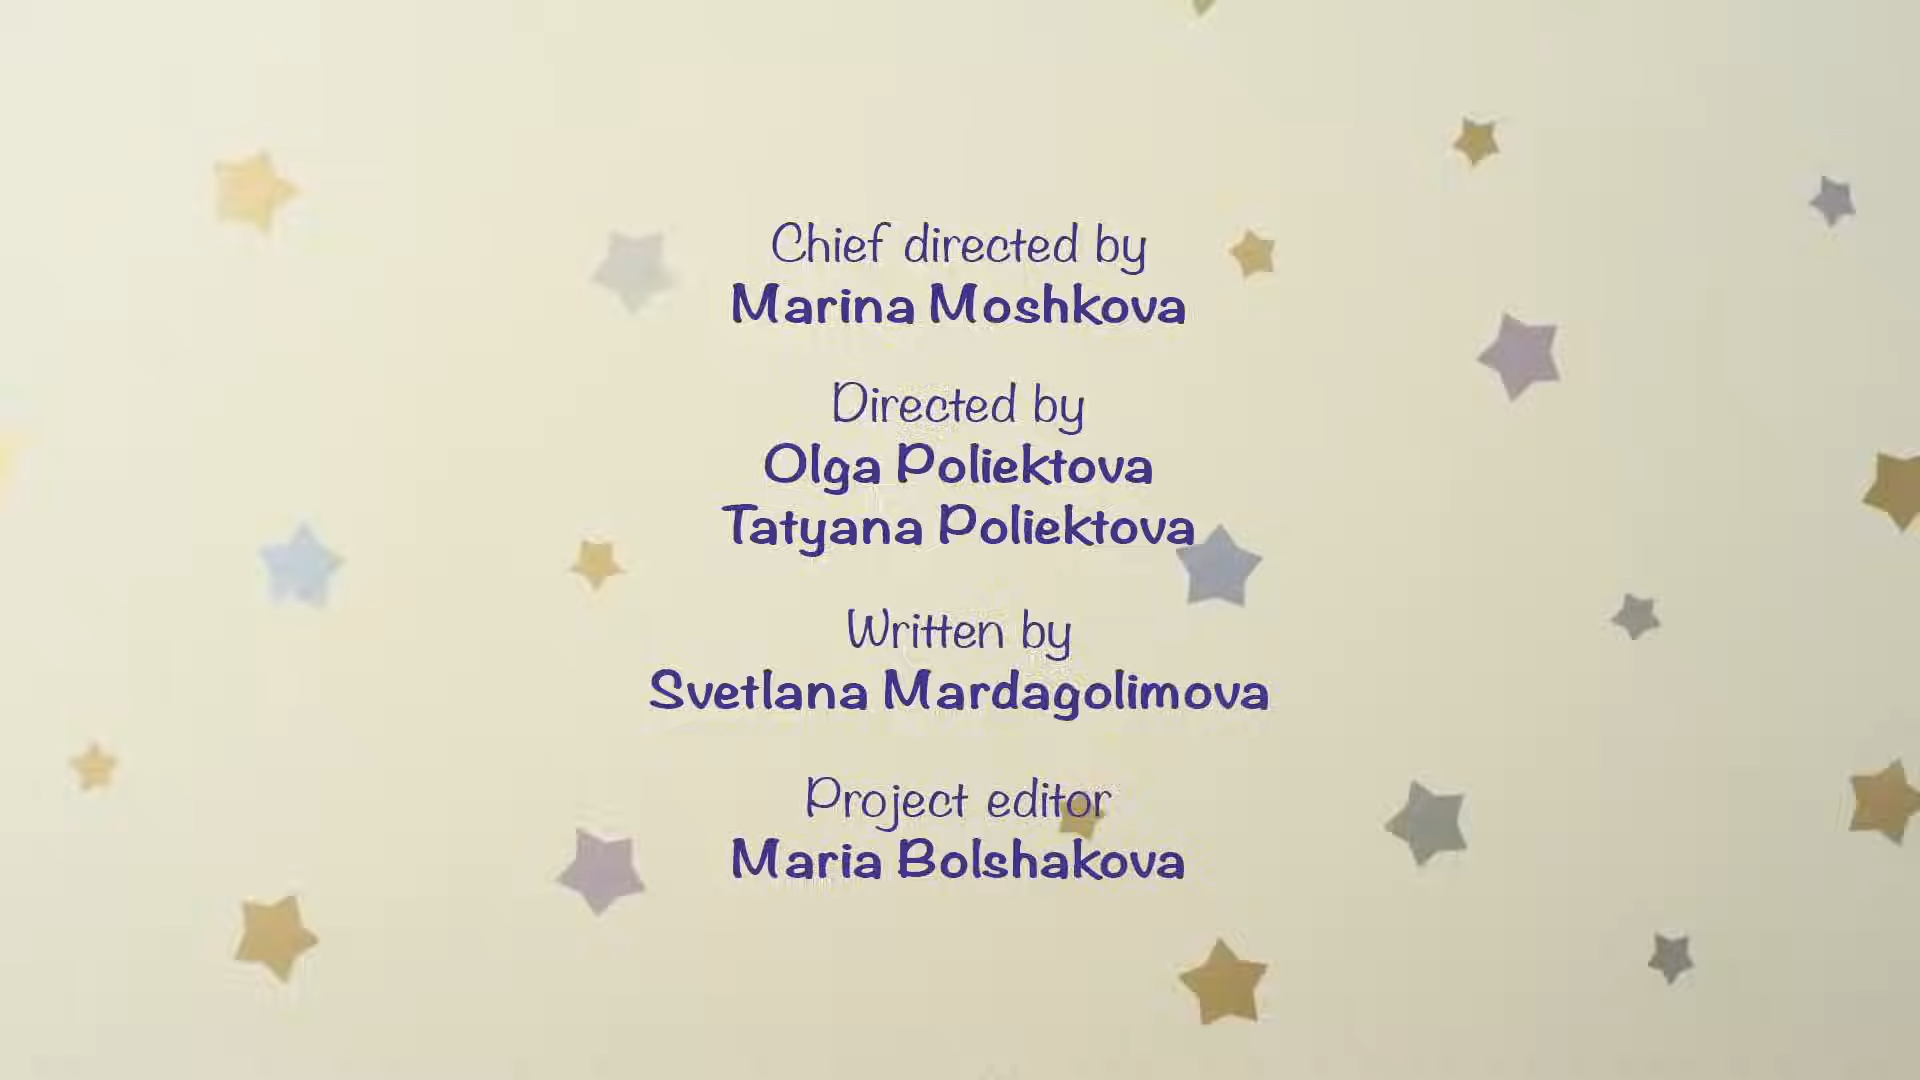 Chief directed by
Marina Moshkova
Directed by
Olga Poliektova
Tatyana Poliektova
Written by
Svetlana Mardagolimova
Project editor
Maria Bolshakova